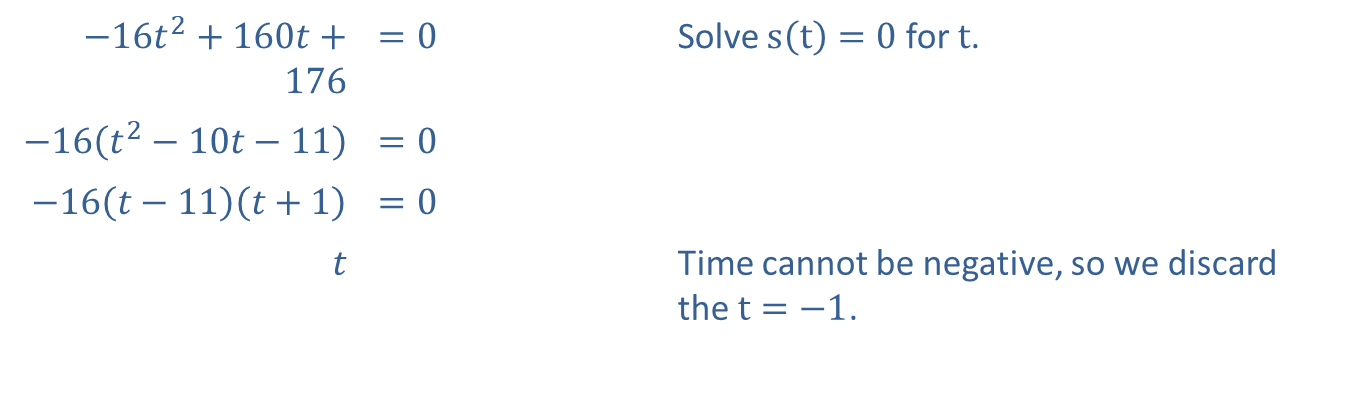 −16t² + 160t + = 0 Solve s(t) = 0 for t.
176
−16(t² − 10t − 11) = 0
−16(t − 11)(t + 1) = 0
t Time cannot be negative, so we discard
the t = −1.